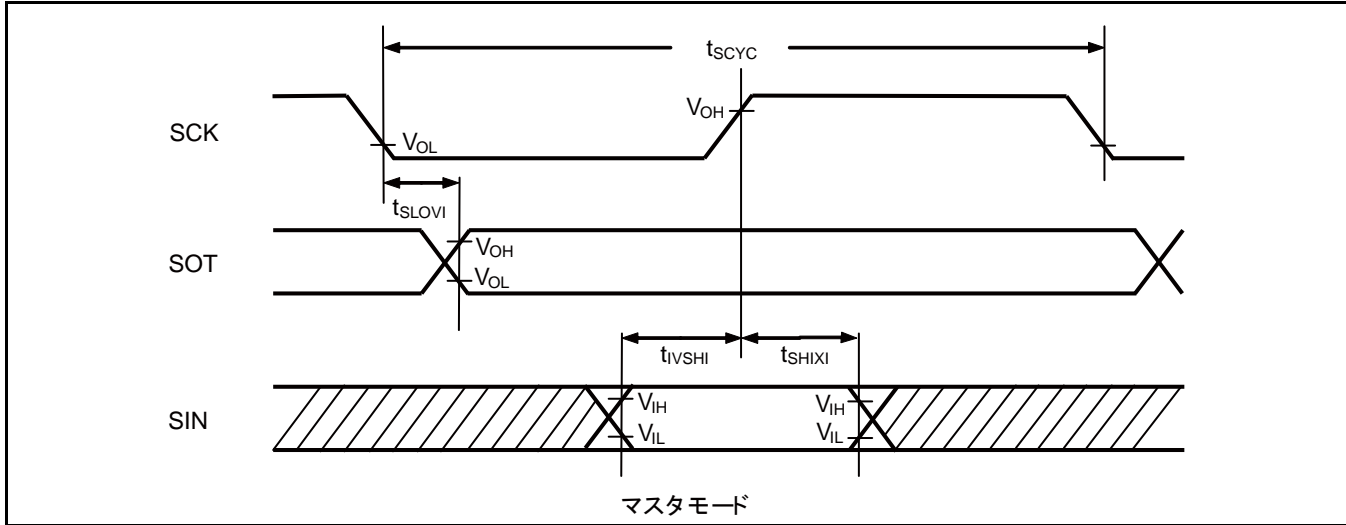 tSCYC
SCK
VOH
VOL
tSLOVI
SOT
VOH
VOL
tIVSHI
tSHIXI
SIN
VIH
VIH
VIL
VIL
マスタモード